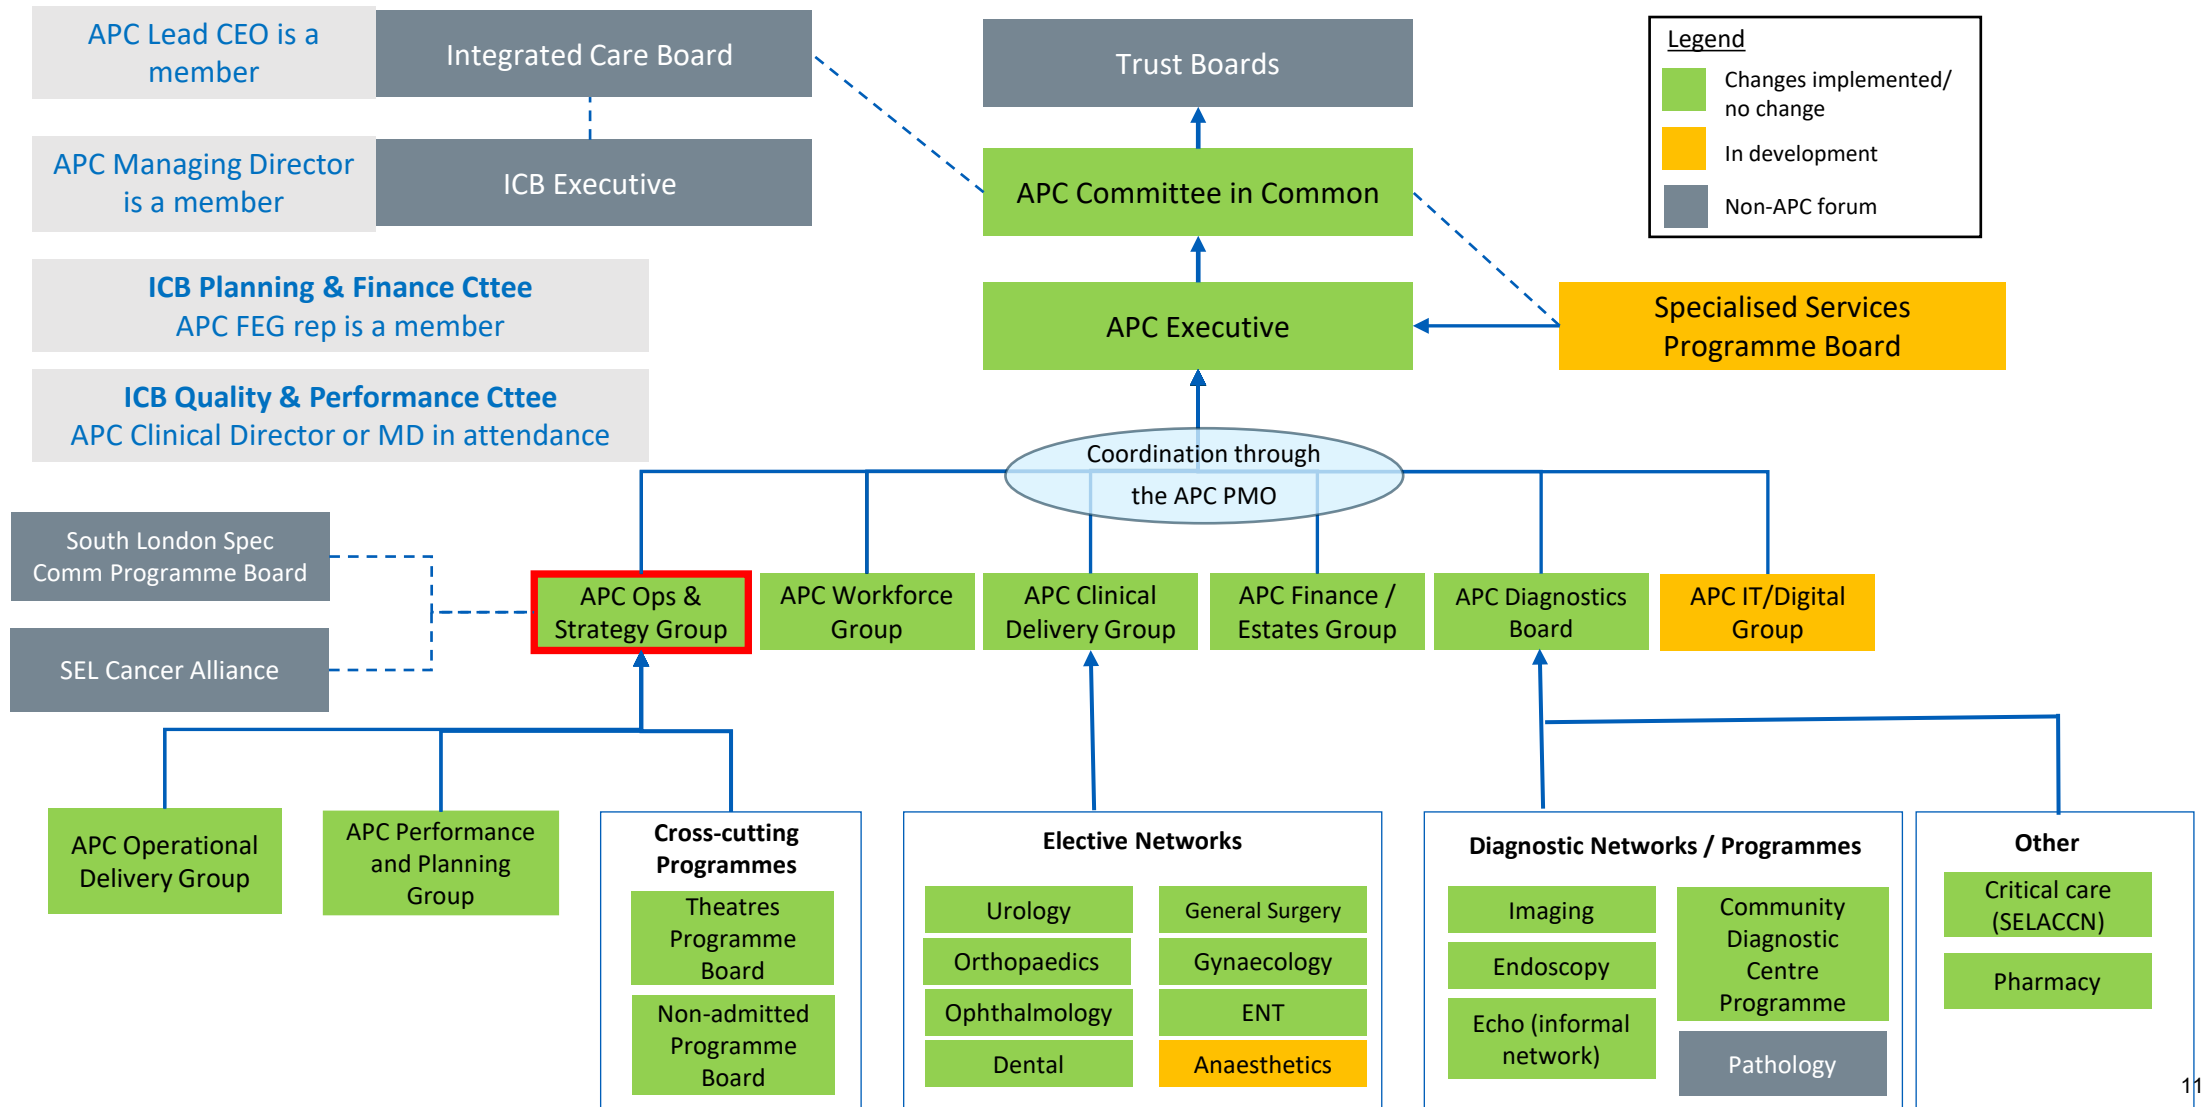 APC Lead CEO is a
member
Integrated Care Board
Trust Boards
Legend
Changes implemented/
no change
In development
Non-APC forum
APC Managing Director
is a member
ICB Executive
APC Committee in Common
ICB Planning & Finance Cttee
APC FEG rep is a member
APC Executive
Specialised Services
Programme Board
ICB Quality & Performance Cttee
APC Clinical Director or MD in attendance
Coordination through
the APC PMO
South London Spec
Comm Programme Board
SEL Cancer Alliance
APC Ops &
Strategy Group
APC Workforce
Group
APC Clinical
Delivery Group
APC Finance /
Estates Group
APC Diagnostics
Board
APC IT/Digital
Group
APC Operational
Delivery Group
APC Performance
and Planning
Group
Cross-cutting
Programmes
Theatres
Programme
Board
Non-admitted
Programme
Board
Elective Networks
Urology
General Surgery
Orthopaedics
Gynaecology
Ophthalmology
ENT
Dental
Anaesthetics
Diagnostic Networks / Programmes
Imaging
Endoscopy
Echo (informal
network)
Community
Diagnostic
Centre
Programme
Pathology
Other
Critical care
(SELACCN)
Pharmacy
11